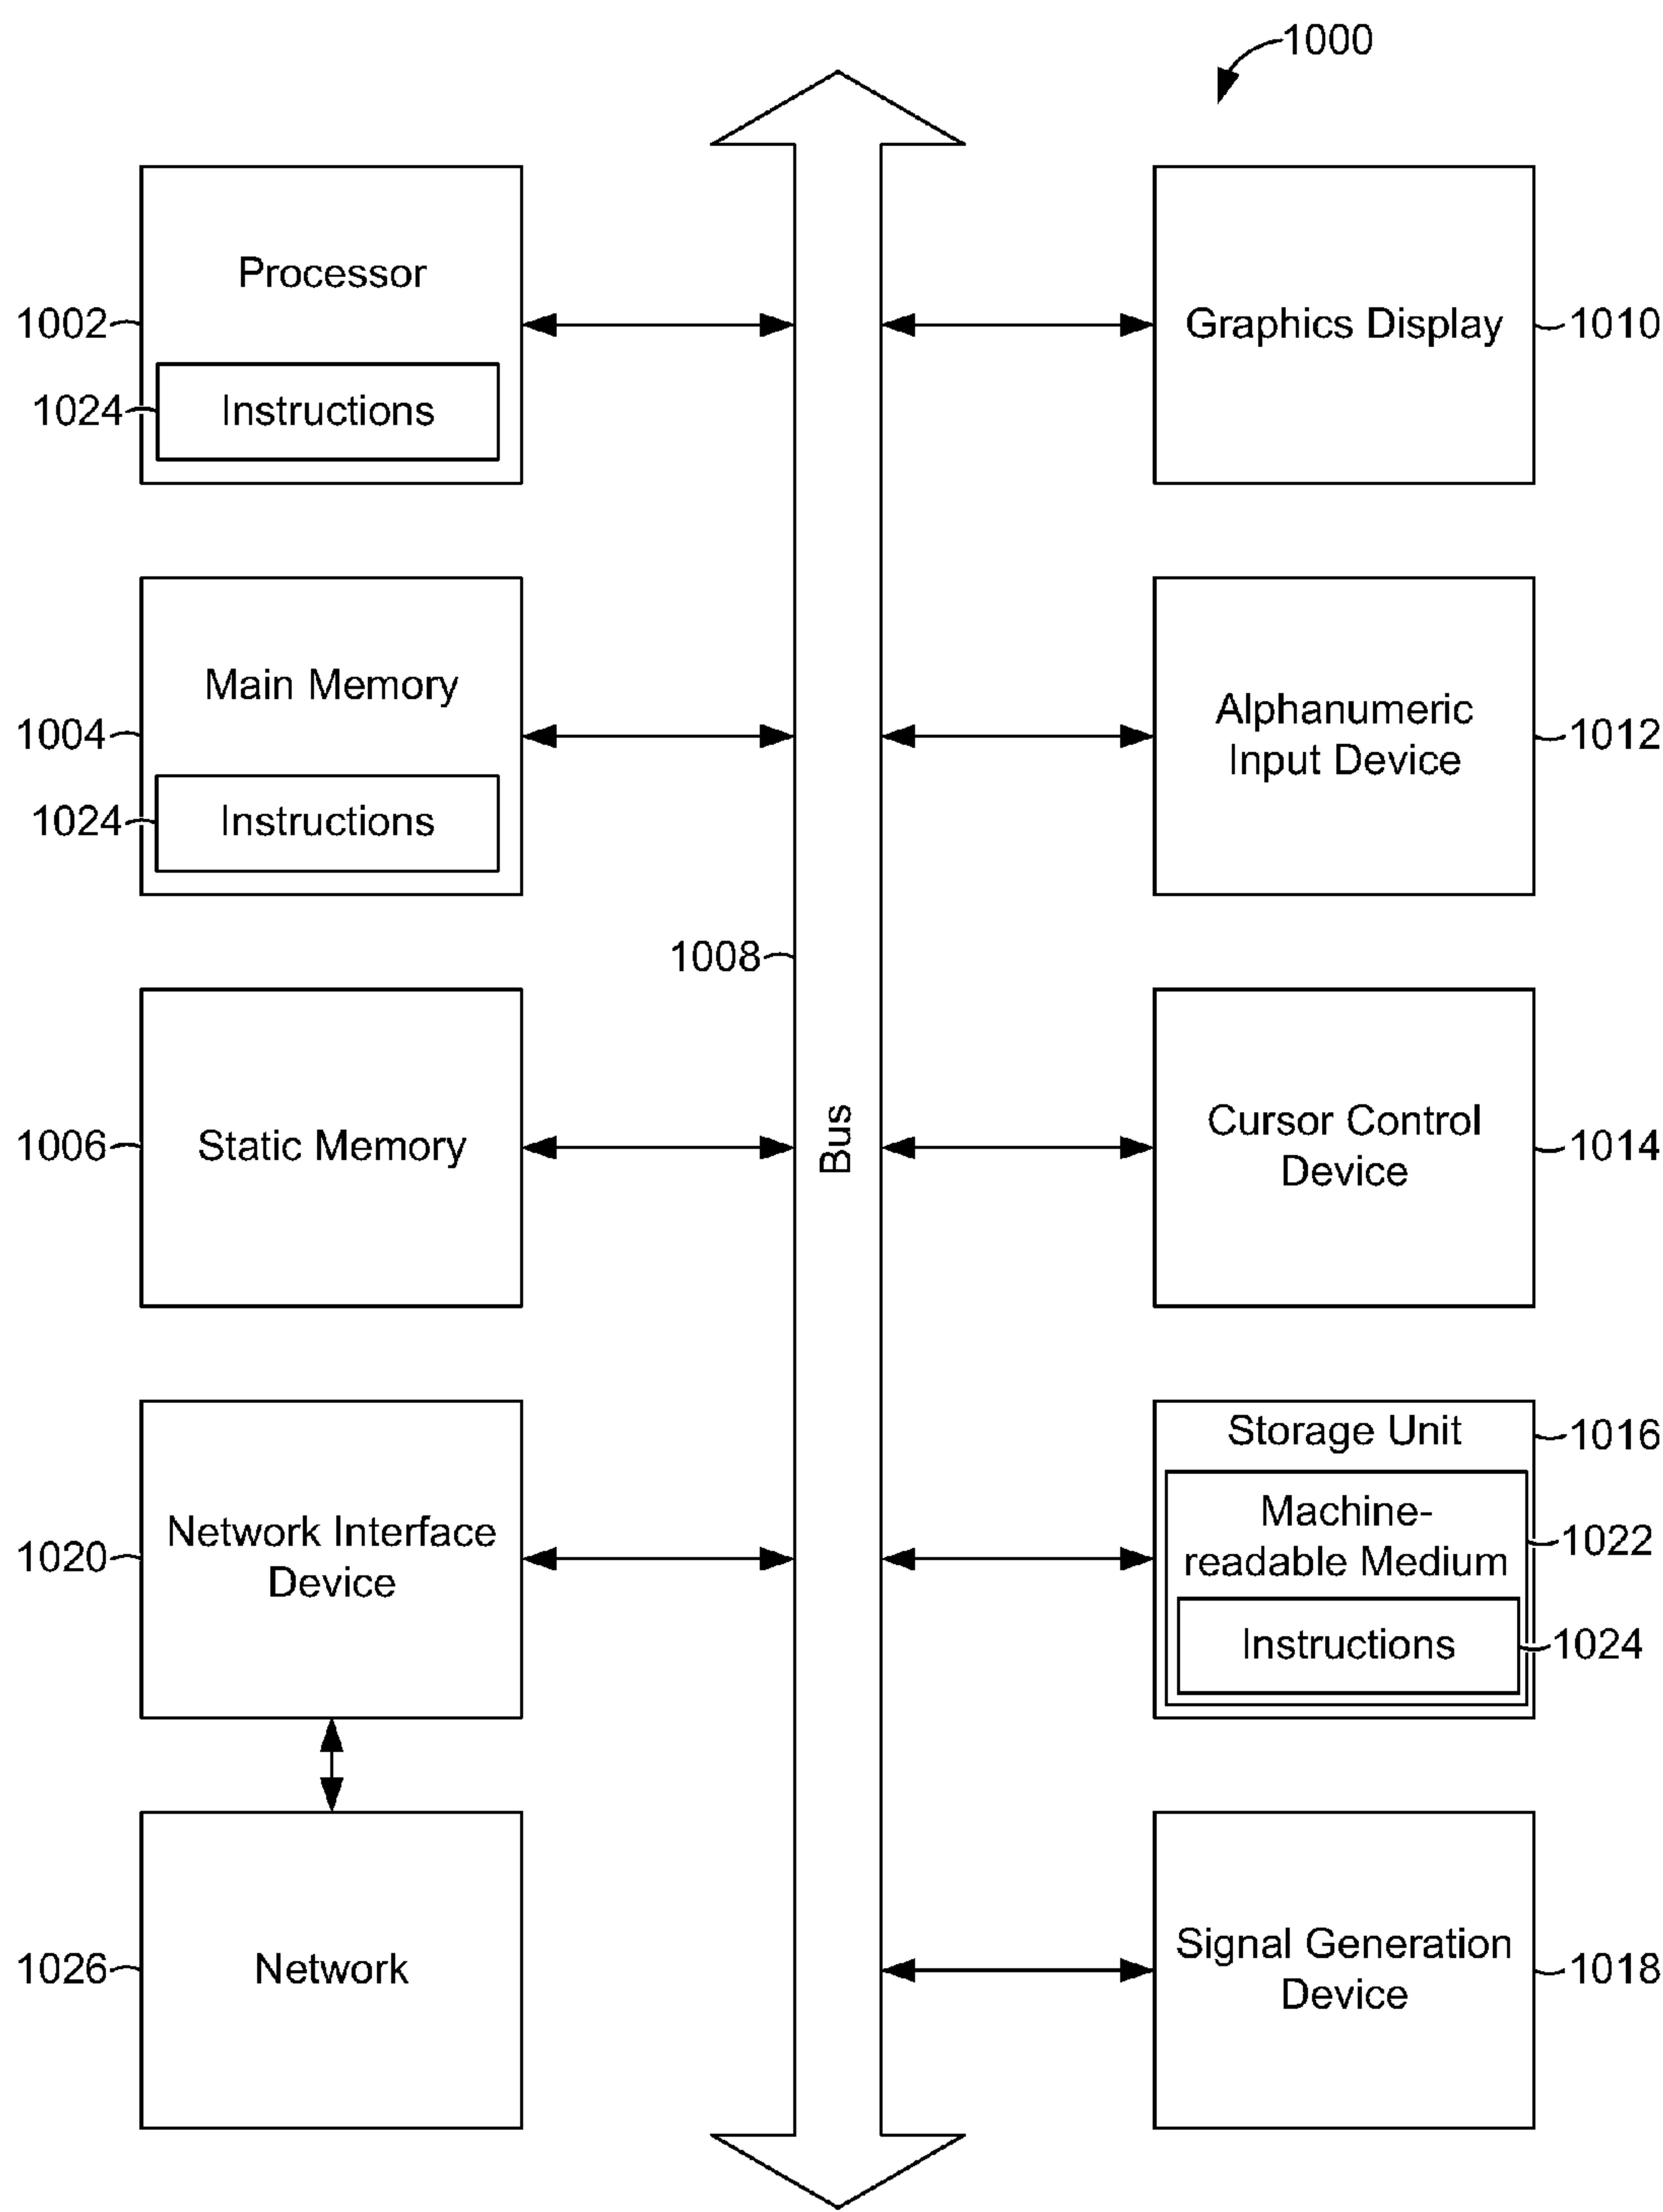 1000
Processor
1002
1024
Instructions
Main Memory
1004
1024
Instructions
1006
Static Memory
1020
Network Interface
Device
1026
Network
1008
Bus
Graphics Display
1010
Alphanumeric
Input Device
1012
Cursor Control
Device
1014
Storage Unit
1016
Machine-
readable Medium
1022
Instructions
1024
Signal Generation
Device
1018